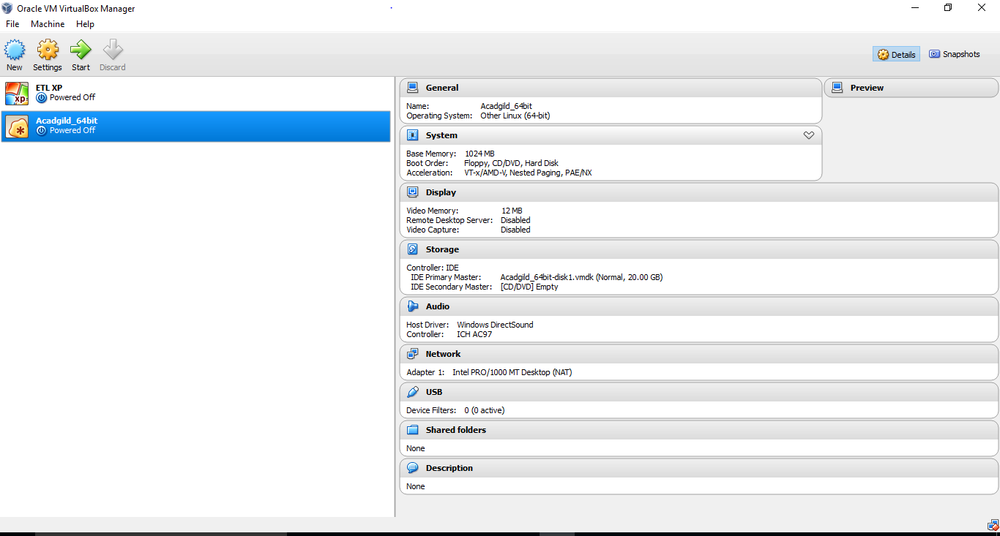 Oracle VM VirtualBox Manager
File Machine Help
New Settings Start Discard
Details Snapshots
ETL XP
Powered Off
Acadgild_64bit
Powered Off
General
Name: Acadgild_64bit
Operating System: Other Linux (64-bit)
Preview
System
Base Memory: 1024 MB
Boot Order: Floppy, CD/DVD, Hard Disk
Acceleration: VT-x/AMD-V, Nested Paging, PAE/NX
Display
Video Memory: 12 MB
Remote Desktop Server: Disabled
Video Capture: Disabled
Storage
Controller: IDE
IDE Primary Master: Acadgild_64bit-disk1.vmdk (Normal, 20.00 GB)
IDE Secondary Master: [CD/DVD] Empty
Audio
Host Driver: Windows DirectSound
Controller: ICH AC97
Network
Adapter 1: Intel PRO/1000 MT Desktop (NAT)
USB
Device Filters: 0 (0 active)
Shared folders
None
Description
None